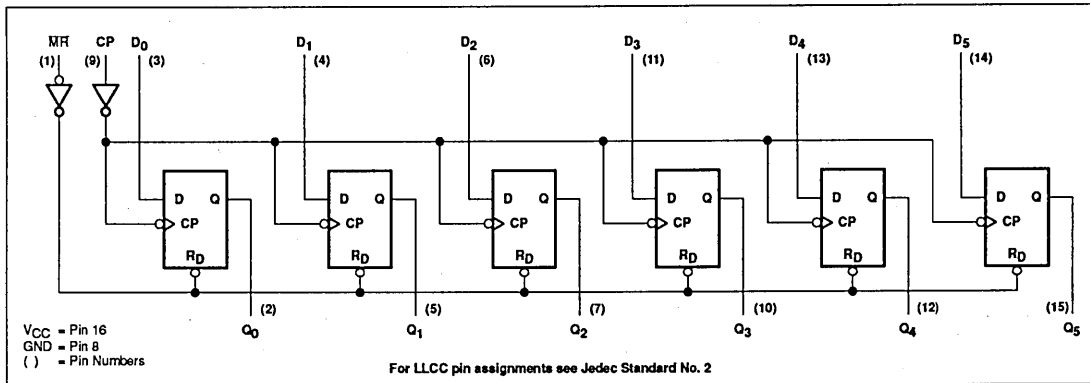 MR CP D0 D1 D2 D3 D4 D5
(1) (9) (3) (4) (6) (11) (13) (14)
D Q D Q D Q D Q D Q D Q
CP CP CP CP CP CP
RD RD RD RD RD RD
(2) (5) (7) (10) (12) (15)
Q0 Q1 Q2 Q3 Q4 Q5
VCC = Pin 16
GND = Pin 8
( ) = Pin Numbers
For LLCC pin assignments see Jedec Standard No. 2